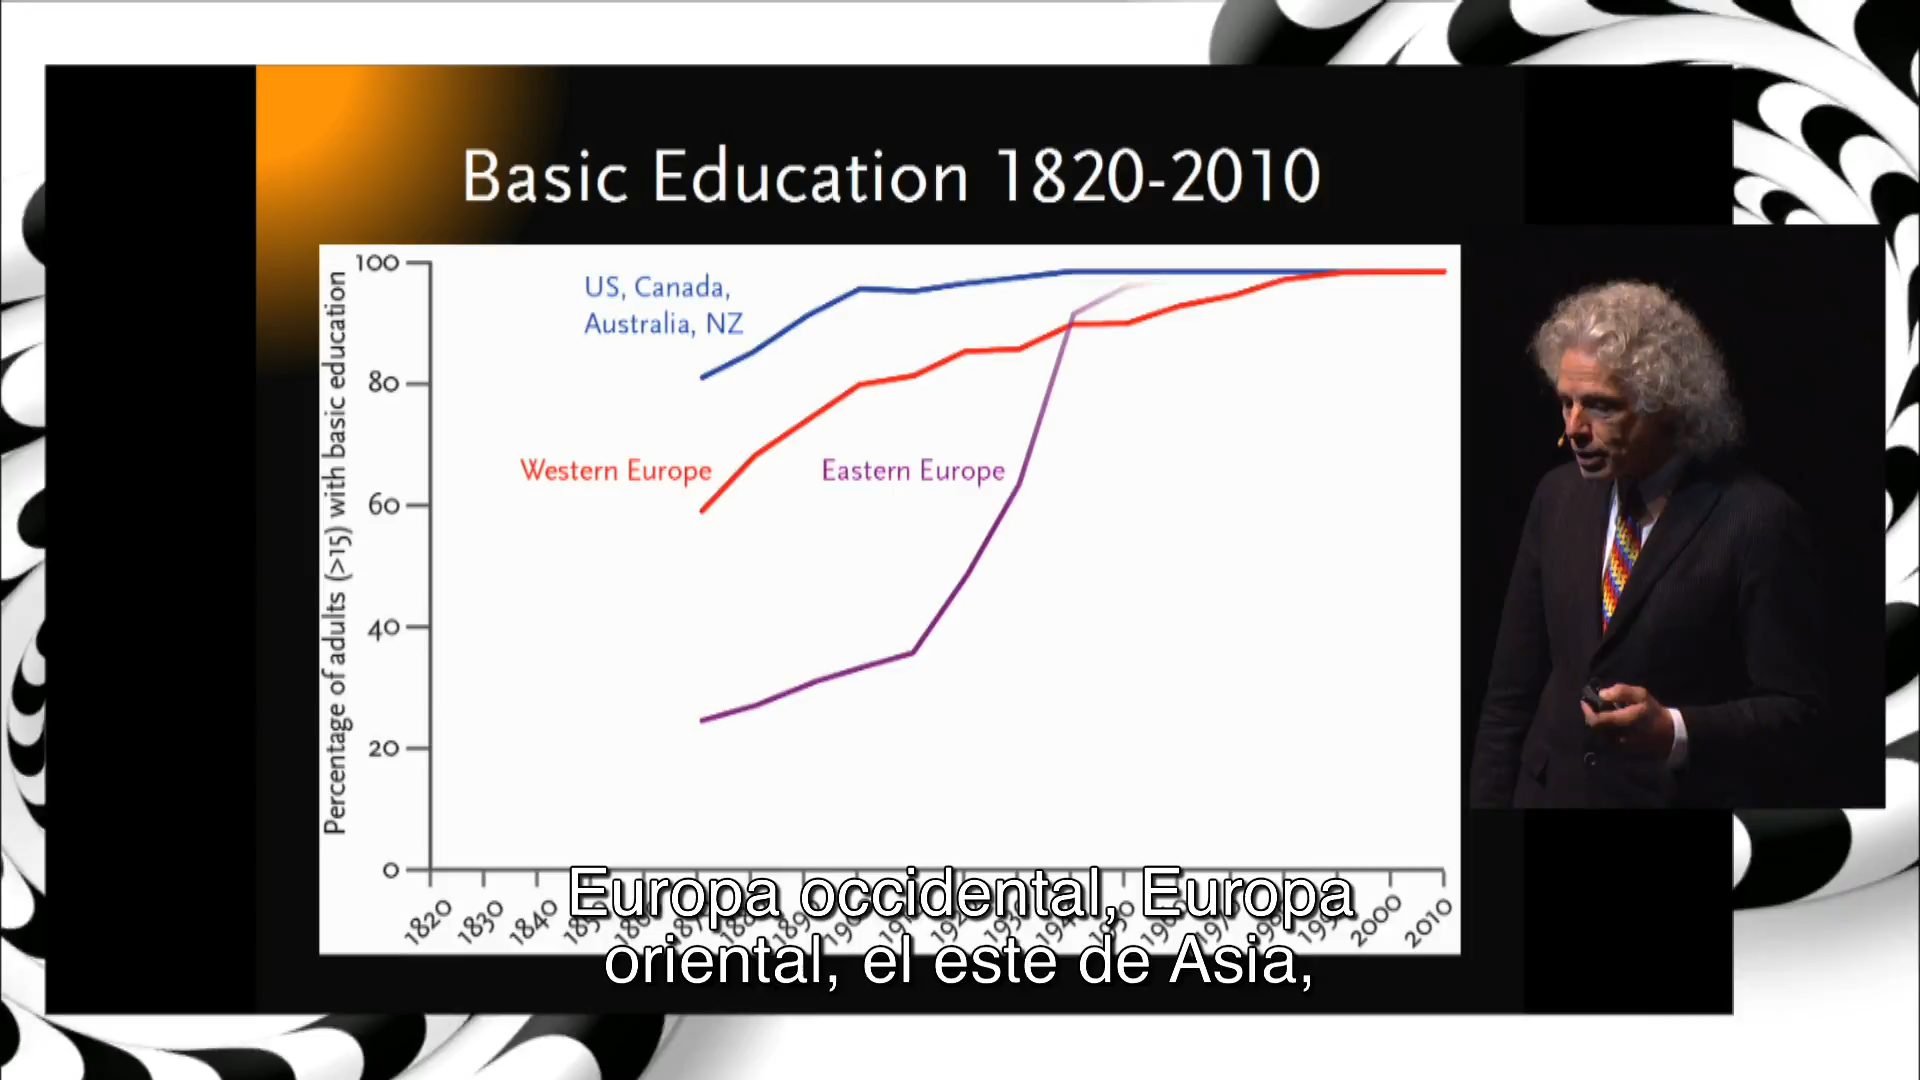 Basic Education 1820-2010
Percentage of adults (>15) with basic education
100
80
60
40
20
0
US, Canada,
Australia, NZ
Western Europe
Eastern Europe
1820
1830
1840
2000
2010
Europa occidental, Europa
oriental, el este de Asia,